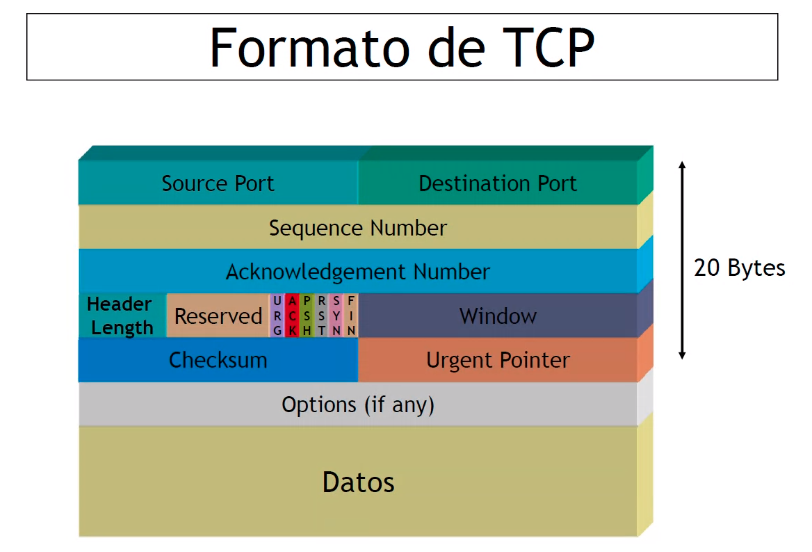 Formato de TCP
Source Port
Destination Port
Sequence Number
Acknowledgement Number
20 Bytes
Header
Length
Reserved
URG
ACK
PSH
RST
SYN
FIN
Window
Checksum
Urgent Pointer
Options (if any)
Datos